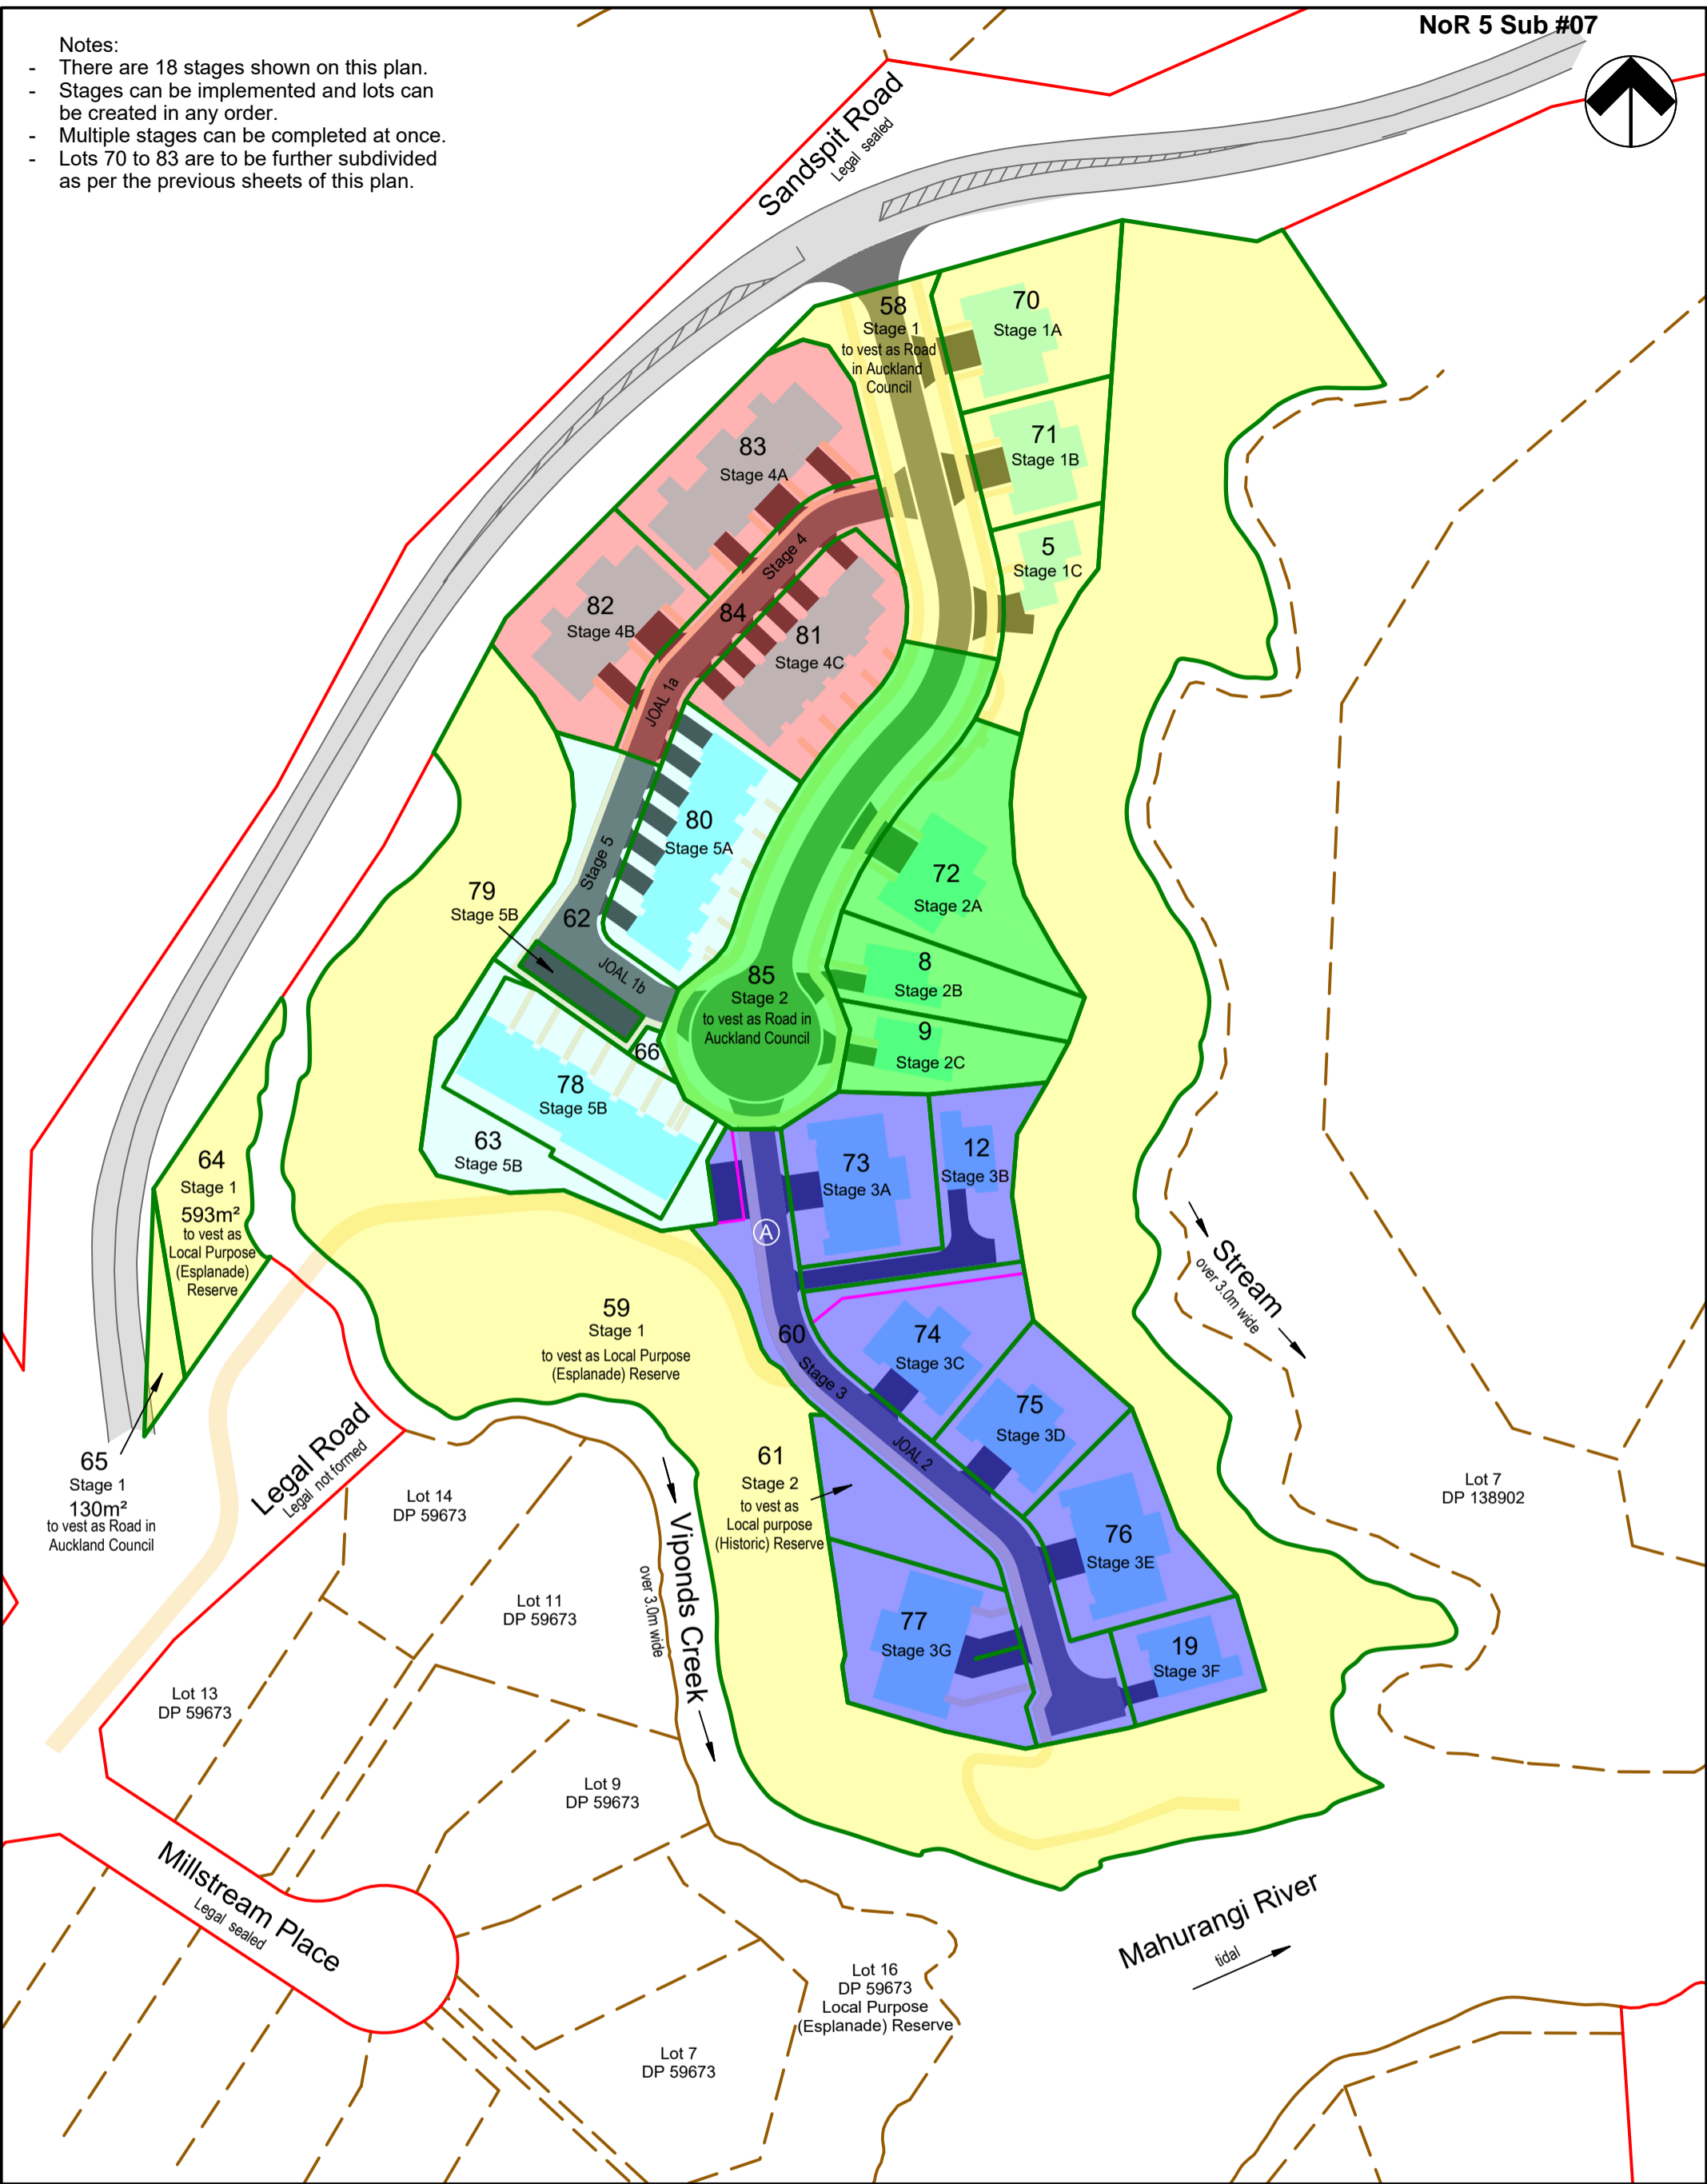 NoR 5 Sub #07
Notes:
- There are 18 stages shown on this plan.
- Stages can be implemented and lots can
be created in any order.
- Multiple stages can be completed at once.
- Lots 70 to 83 are to be further subdivided
as per the previous sheets of this plan.
Sandspit Road
Legal sealed
58
Stage 1
to vest as Road
in Auckland
Council
70
Stage 1A
71
Stage 1B
5
Stage 1C
83
Stage 4A
Stage 4
82
Stage 4B
84
81
Stage 4C
JOAL 1a
80
Stage 5A
Stage 5
79
Stage 5B
62
JOAL 1b
72
Stage 2A
8
Stage 2B
85
Stage 2
to vest as Road in
Auckland Council
9
Stage 2C
66
78
Stage 5B
63
Stage 5B
73
Stage 3A
12
Stage 3B
A
64
Stage 1
593m²
to vest as
Local Purpose
(Esplanade)
Reserve
Stream
over 3.0m wide
59
Stage 1
to vest as Local Purpose
(Esplanade) Reserve
60
Stage 3
74
Stage 3C
75
Stage 3D
JOAL 2
61
Stage 2
to vest as
Local purpose
(Historic) Reserve
65
Stage 1
130m²
to vest as Road in
Auckland Council
Legal Road
Legal not formed
Lot 14
DP 59673
Lot 7
DP 138902
76
Stage 3E
Viponds Creek
over 3.0m wide
Lot 11
DP 59673
77
Stage 3G
19
Stage 3F
Lot 13
DP 59673
Lot 9
DP 59673
Millstream Place
Legal sealed
Mahurangi River
tidal
Lot 16
DP 59673
Local Purpose
(Esplanade) Reserve
Lot 7
DP 59673